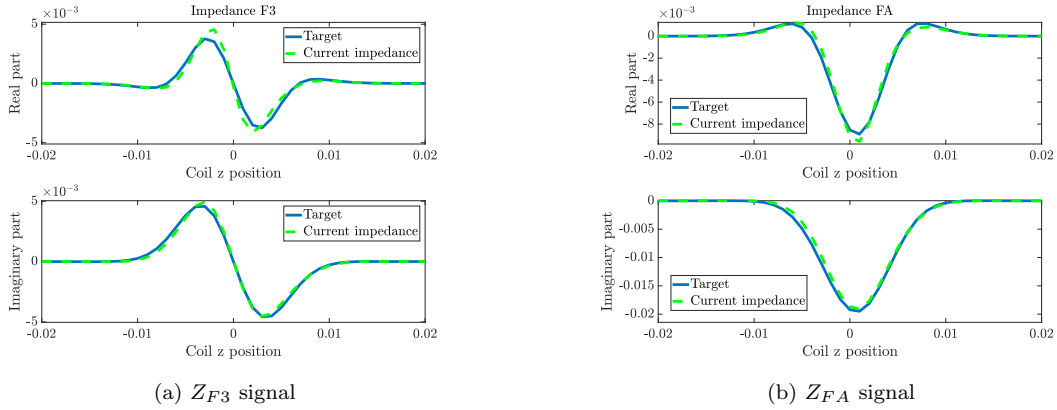 Impedance F3
×10⁻³
5
0
-5
Real part
Target
Current impedance
-0.02 -0.01 0 0.01 0.02
Coil z position
×10⁻³
5
0
-5
Imaginary part
Target
Current impedance
-0.02 -0.01 0 0.01 0.02
Coil z position
(a) Z_{F3} signal
Impedance FA
×10⁻³
0
-2
-4
-6
-8
Real part
Target
Current impedance
-0.02 -0.01 0 0.01 0.02
Coil z position
0
-0.005
-0.01
-0.015
-0.02
Imaginary part
Target
Current impedance
-0.02 -0.01 0 0.01 0.02
Coil z position
(b) Z_{FA} signal